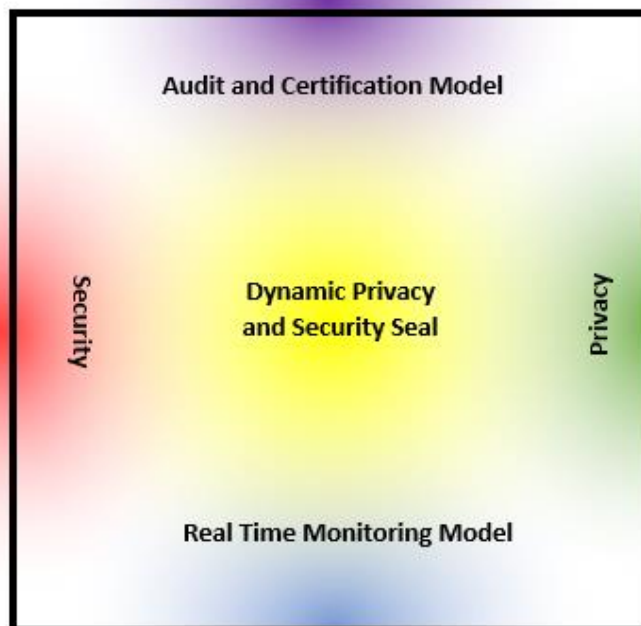 Audit and Certification Model
Security
Dynamic Privacy
and Security Seal
Privacy
Real Time Monitoring Model